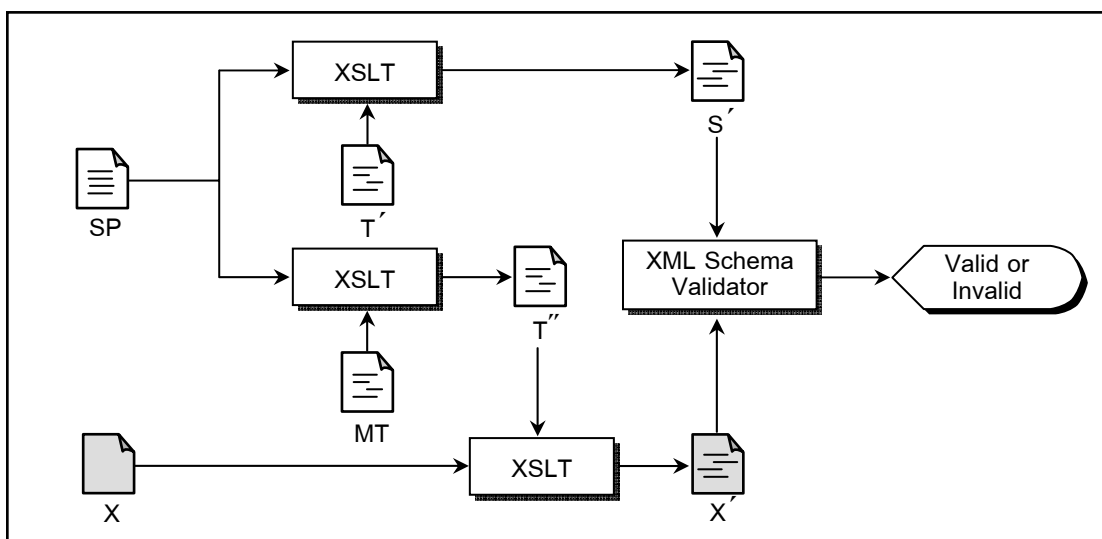 XSLT
S′
SP
T′
XSLT
XML Schema
Validator
Valid or
Invalid
T″
MT
XSLT
X
X′